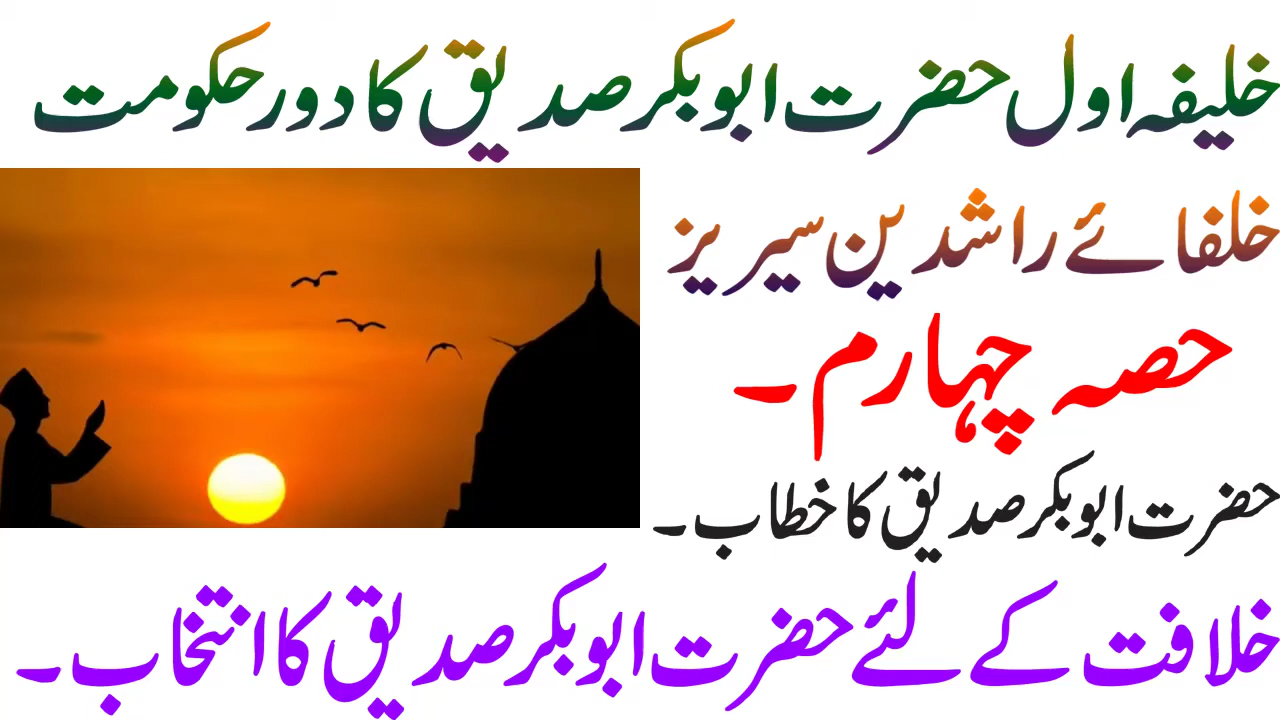 خلیفہ اول حضرت ابوبکر صدیق کا دور حکومت
خلفائے راشدین سیریز
حصہ چہارم۔
حضرت ابوبکر صدیق کا خطاب۔
خلافت کے لئے حضرت ابوبکر صدیق کا انتخاب۔